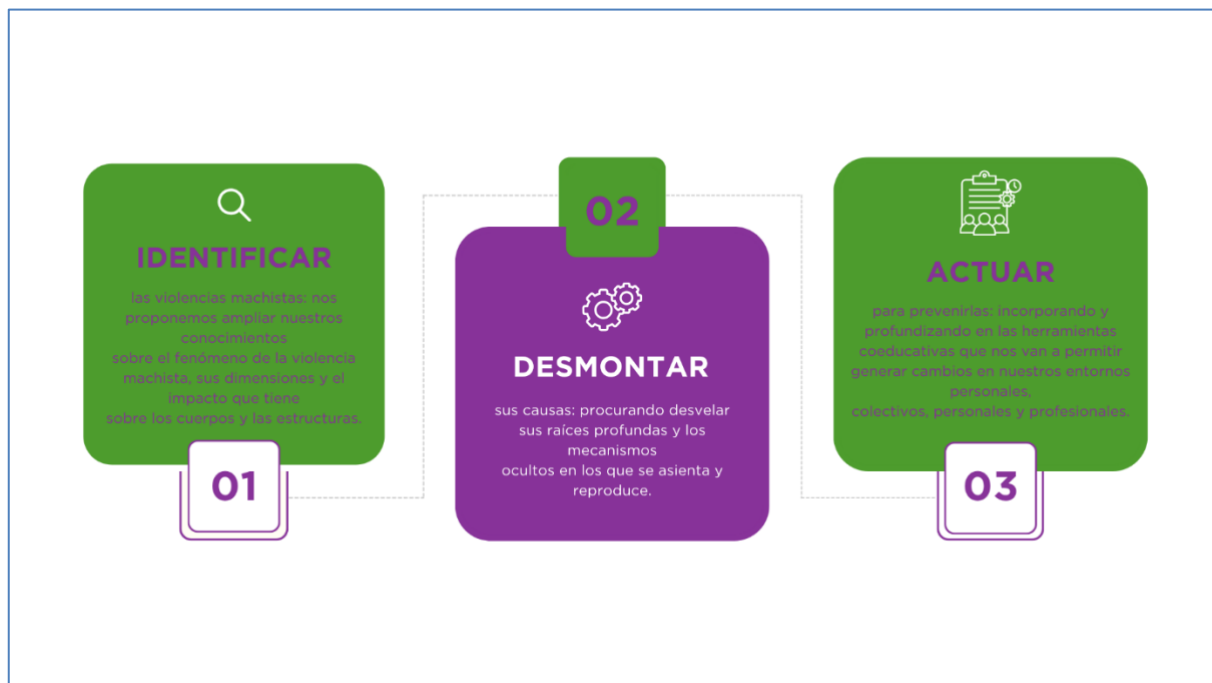 IDENTIFICAR
las violencias machistas: nos
proponemos ampliar nuestros
conocimientos
sobre el fenómeno de la violencia
machista, sus dimensiones y el
impacto que tiene
sobre los cuerpos y las estructuras.
01
02
DESMONTAR
sus causas: procurando desvelar
sus raíces profundas y los
mecanismos
ocultos en los que se asienta y
reproduce.
ACTUAR
para prevenirlas: incorporando y
profundizando en las herramientas
coeducativas que nos van a permitir
generar cambios en nuestros entornos
personales,
colectivos, personales y profesionales.
03